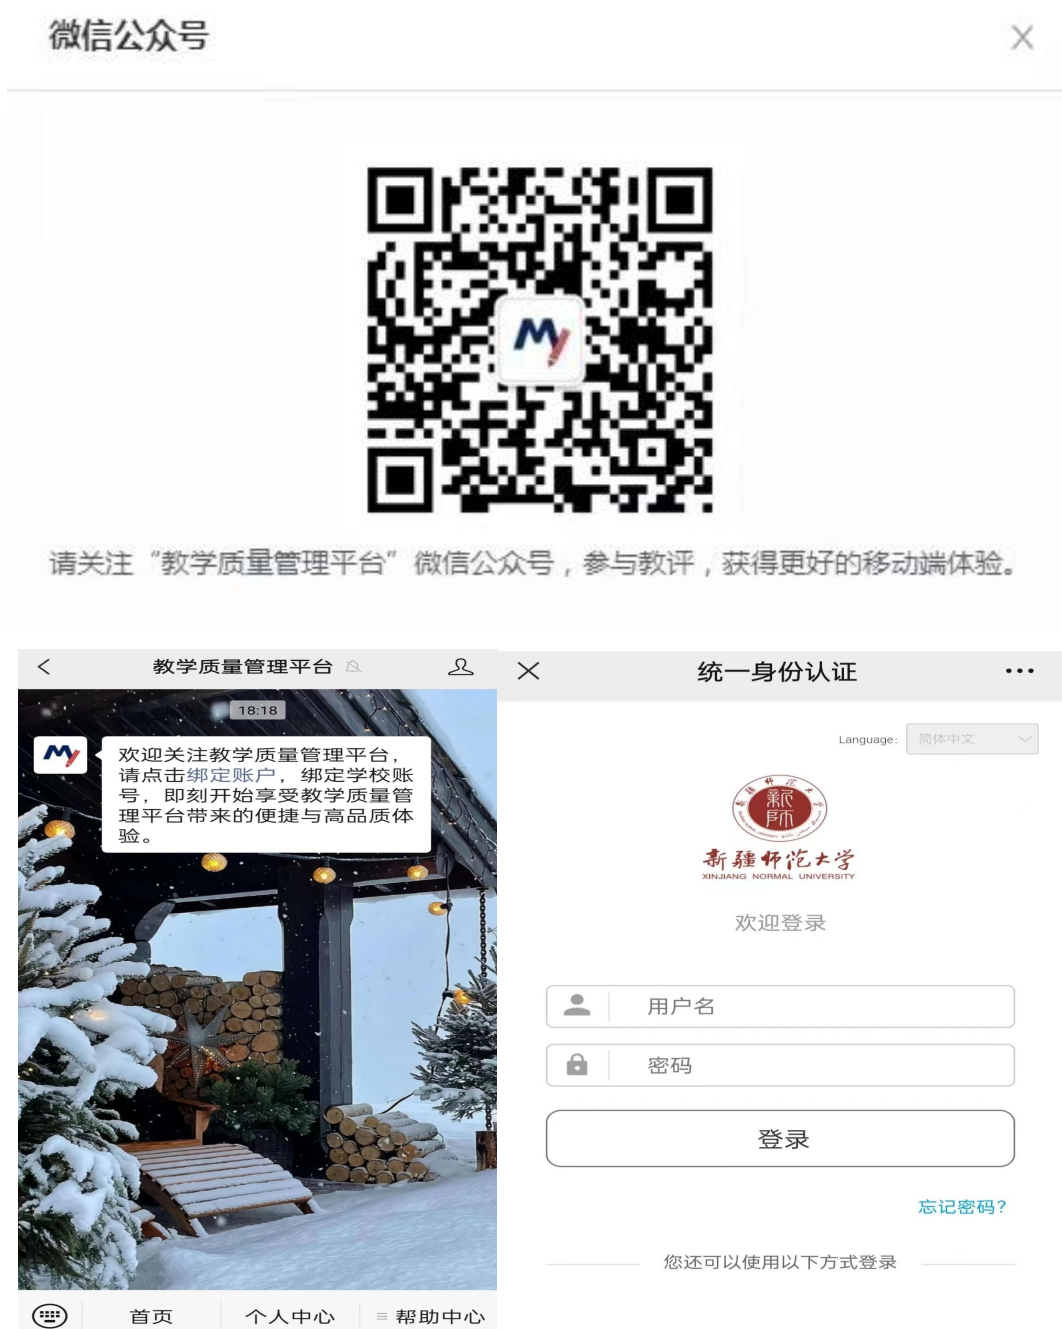 微信公众号
请关注“教学质量管理平台”微信公众号，参与教评，获得更好的移动端体验。
教学质量管理平台
18:18
欢迎关注教学质量管理平台，
请点击绑定账户，绑定学校账
号，即刻开始享受教学质量管
理平台带来的便捷与高品质体
验。
首页
个人中心
帮助中心
统一身份认证
Language: 简体中文
新疆师范大学
XINJIANG NORMAL UNIVERSITY
欢迎登录
用户名
密码
登录
忘记密码?
您还可以使用以下方式登录